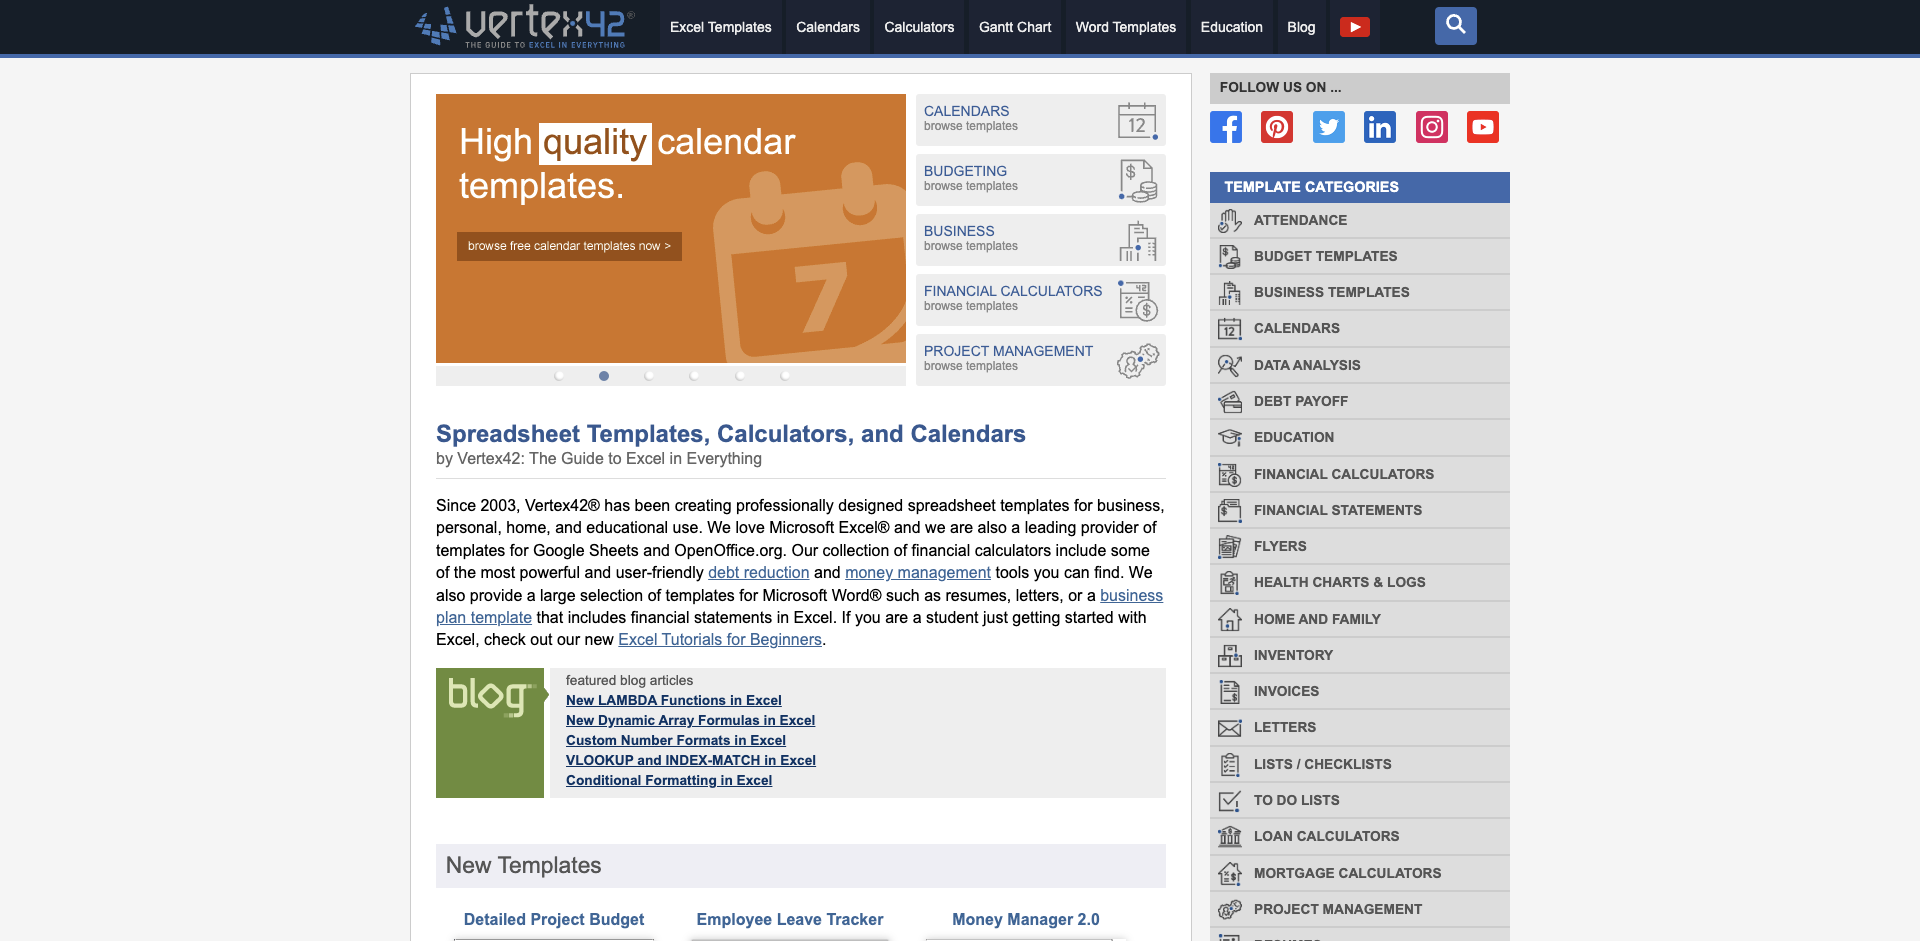 vertex42®
THE GUIDE TO EXCEL IN EVERYTHING
Excel Templates
Calendars
Calculators
Gantt Chart
Word Templates
Education
Blog
High quality calendar
templates.
browse free calendar templates now >
7
CALENDARS
browse templates
12
BUDGETING
browse templates
$
BUSINESS
browse templates
FINANCIAL CALCULATORS
browse templates
42
$
PROJECT MANAGEMENT
browse templates
Spreadsheet Templates, Calculators, and Calendars
by Vertex42: The Guide to Excel in Everything
Since 2003, Vertex42® has been creating professionally designed spreadsheet templates for business,
personal, home, and educational use. We love Microsoft Excel® and we are also a leading provider of
templates for Google Sheets and OpenOffice.org. Our collection of financial calculators include some
of the most powerful and user-friendly debt reduction and money management tools you can find. We
also provide a large selection of templates for Microsoft Word® such as resumes, letters, or a business
plan template that includes financial statements in Excel. If you are a student just getting started with
Excel, check out our new Excel Tutorials for Beginners.
blog
featured blog articles
New LAMBDA Functions in Excel
New Dynamic Array Formulas in Excel
Custom Number Formats in Excel
VLOOKUP and INDEX-MATCH in Excel
Conditional Formatting in Excel
New Templates
Detailed Project Budget
Employee Leave Tracker
Money Manager 2.0
FOLLOW US ON ...
TEMPLATE CATEGORIES
ATTENDANCE
BUDGET TEMPLATES
BUSINESS TEMPLATES
CALENDARS
DATA ANALYSIS
DEBT PAYOFF
EDUCATION
FINANCIAL CALCULATORS
FINANCIAL STATEMENTS
FLYERS
HEALTH CHARTS & LOGS
HOME AND FAMILY
INVENTORY
INVOICES
LETTERS
LISTS / CHECKLISTS
TO DO LISTS
LOAN CALCULATORS
MORTGAGE CALCULATORS
PROJECT MANAGEMENT